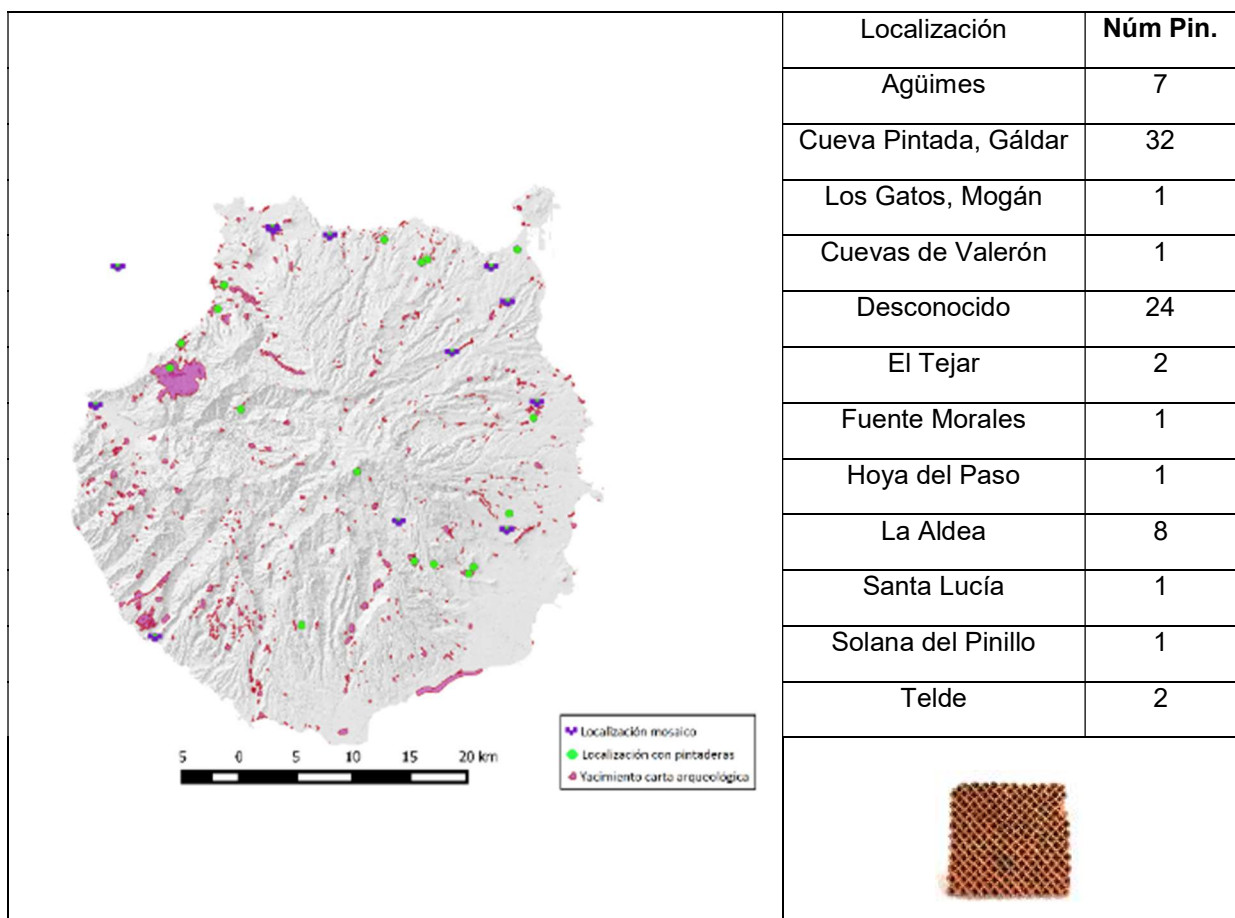 Localización Núm Pin.
Agüimes 7
Cueva Pintada, Gáldar 32
Los Gatos, Mogán 1
Cuevas de Valerón 1
Desconocido 24
El Tejar 2
Fuente Morales 1
Hoya del Paso 1
La Aldea 8
Santa Lucía 1
Solana del Pinillo 1
Telde 2
Localización mosaico
Localización con pintaderas
Yacimiento carta arqueológica
5 0 5 10 15 20 km